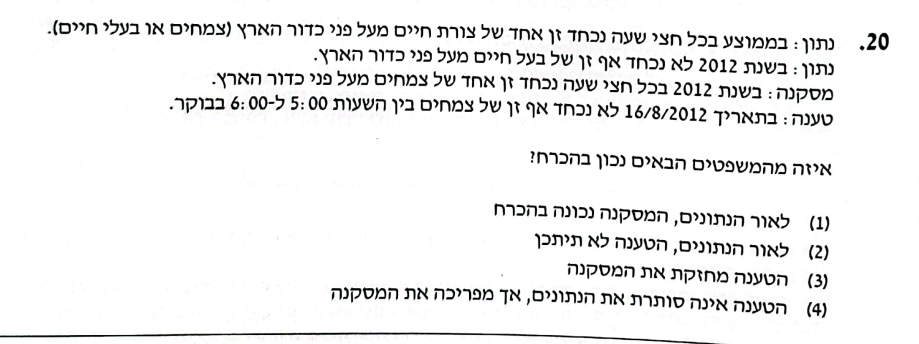 20. נתון: בממוצע בכל חצי שעה נכחד זן אחד של צורת חיים מעל פני כדור הארץ (צמחים או בעלי חיים).
נתון: בשנת 2012 לא נכחד אף זן של בעל חיים מעל פני כדור הארץ.
מסקנה: בשנת 2012 בכל חצי שעה נכחד זן אחד של צמחים מעל פני כדור הארץ.
טענה: בתאריך 16/8/2012 לא נכחד אף זן של צמחים בין השעות 5:00 ל-6:00 בבוקר.
איזה מהמשפטים הבאים נכון בהכרח?
(1) לאור הנתונים, המסקנה נכונה בהכרח
(2) לאור הנתונים, הטענה לא תיתכן
(3) הטענה מחזקת את המסקנה
(4) הטענה אינה סותרת את הנתונים, אך מפריכה את המסקנה